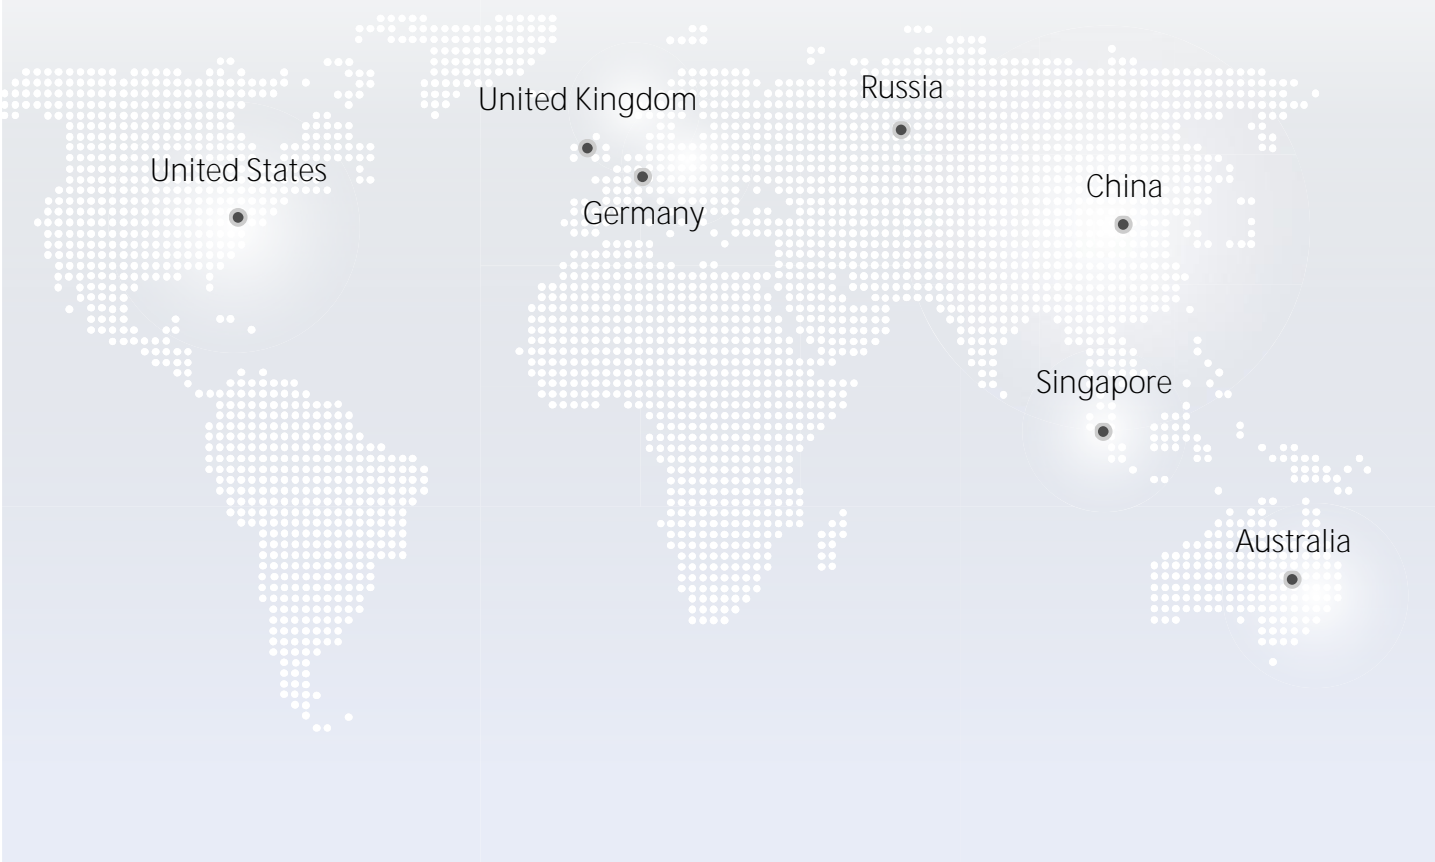 Russia
United Kingdom
United States
China
Germany
Singapore
Australia